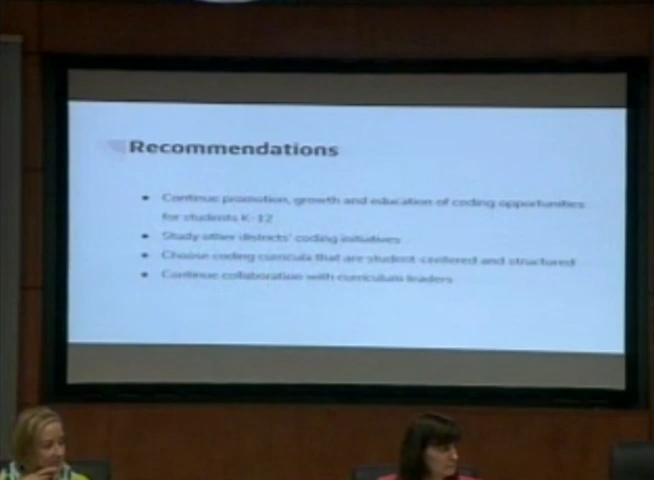 Recommendations
• Continue promotion, growth and education of coding opportunities
for students K-12
• Study other districts' coding initiatives
• Choose coding curricula that are student-centered and structured
• Continue collaboration with curriculum leaders